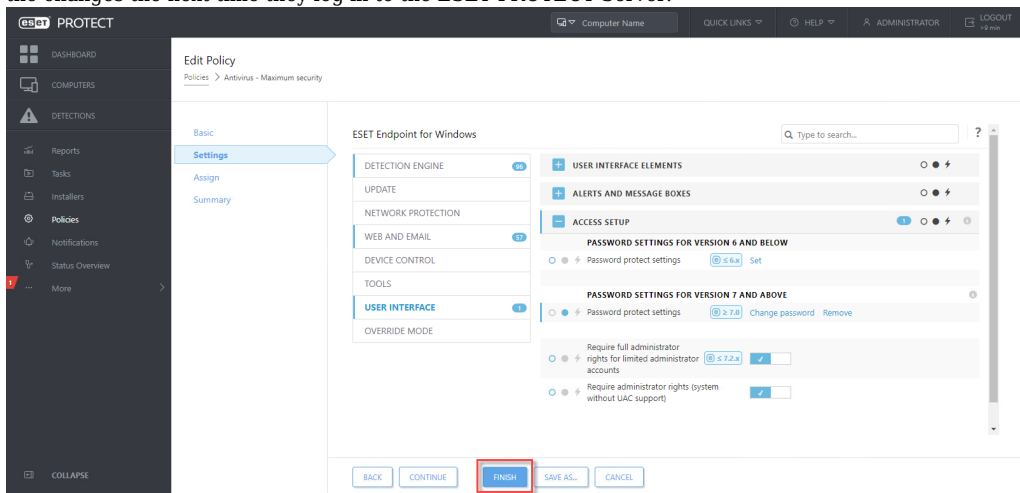 the changes the next time they log in to the ESET PROTECT Server.
eset PROTECT
Computer Name
QUICK LINKS
HELP
ADMINISTRATOR
LOGOUT
>9 min
DASHBOARD
COMPUTERS
DETECTIONS
Reports
Tasks
Installers
Policies
Notifications
Status Overview
1
More
COLLAPSE
Edit Policy
Policies > Antivirus - Maximum security
Basic
Settings
Assign
Summary
ESET Endpoint for Windows
Type to search...
?
DETECTION ENGINE 96
UPDATE
NETWORK PROTECTION
WEB AND EMAIL 57
DEVICE CONTROL
TOOLS
USER INTERFACE 1
OVERRIDE MODE
USER INTERFACE ELEMENTS
ALERTS AND MESSAGE BOXES
ACCESS SETUP 1
PASSWORD SETTINGS FOR VERSION 6 AND BELOW
Password protect settings ≤ 6.x Set
PASSWORD SETTINGS FOR VERSION 7 AND ABOVE
Password protect settings ≥ 7.0 Change password Remove
Require full administrator
rights for limited administrator ≤ 7.2.x
accounts
Require administrator rights (system
without UAC support)
BACK CONTINUE FINISH SAVE AS... CANCEL